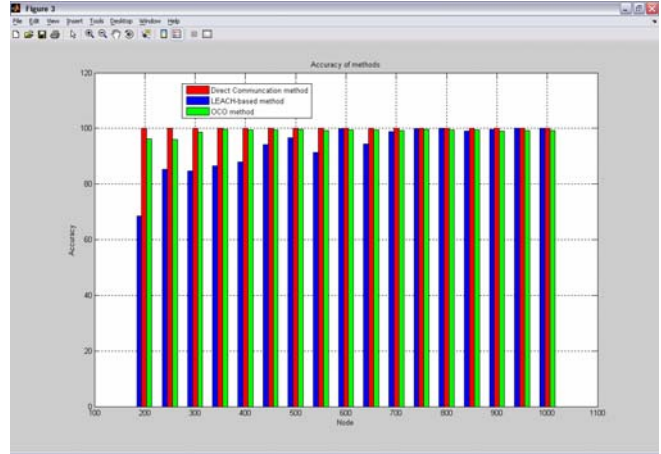 Figure 3
File Edit View Insert Tools Desktop Window Help
Accuracy of methods
120
100
80
60
40
20
0
Accuracy
Direct Communcation method
LEACH-based method
OCO method
100 200 300 400 500 600 700 800 900 1000 1100
Node